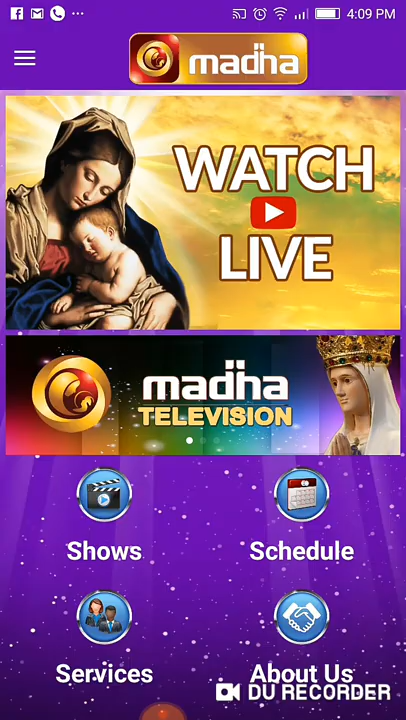 4:09 PM
madha
WATCH
LIVE
madha
TELEVISION
Shows
Schedule
Services
About Us
DU RECORDER